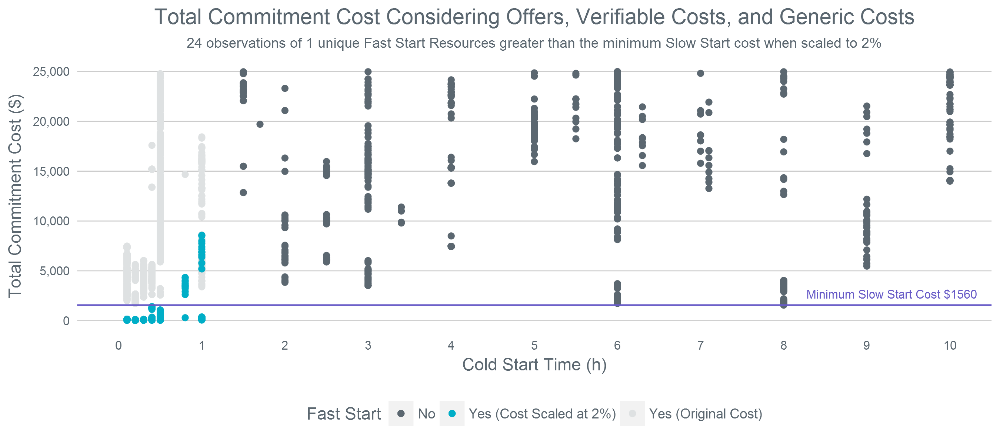 Total Commitment Cost Considering Offers, Verifiable Costs, and Generic Costs
24 observations of 1 unique Fast Start Resources greater than the minimum Slow Start cost when scaled to 2%
Total Commitment Cost ($)
25,000
20,000
15,000
10,000
5,000
0
Minimum Slow Start Cost $1560
0 1 2 3 4 5 6 7 8 9 10
Cold Start Time (h)
Fast Start No Yes (Cost Scaled at 2%) Yes (Original Cost)